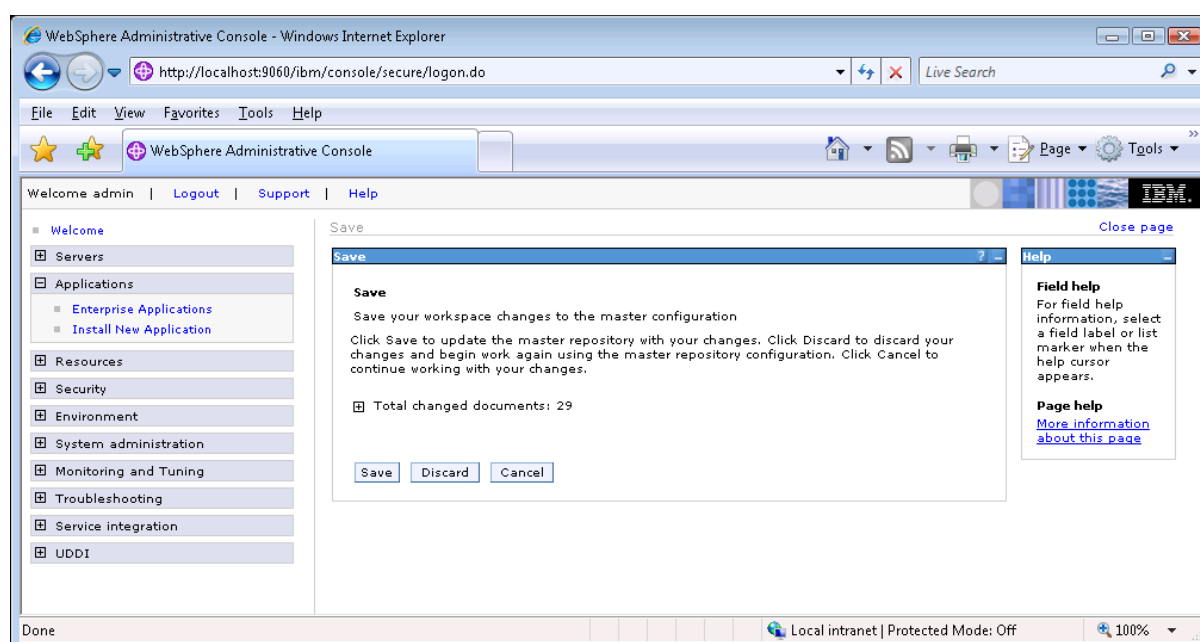 WebSphere Administrative Console - Windows Internet Explorer
http://localhost:9060/ibm/console/secure/logon.do
Live Search
File Edit View Favorites Tools Help
WebSphere Administrative Console
Page
Tools
Welcome admin | Logout | Support | Help
IBM.
Welcome
Servers
Applications
Enterprise Applications
Install New Application
Resources
Security
Environment
System administration
Monitoring and Tuning
Troubleshooting
Service integration
UDDI
Save
Close page
Save
? –
Save
Save your workspace changes to the master configuration
Click Save to update the master repository with your changes. Click Discard to discard your
changes and begin work again using the master repository configuration. Click Cancel to
continue working with your changes.
Total changed documents: 29
Save Discard Cancel
Help
–
Field help
For field help
information, select
a field label or list
marker when the
help cursor
appears.
Page help
More information
about this page
Done
Local intranet | Protected Mode: Off
100%